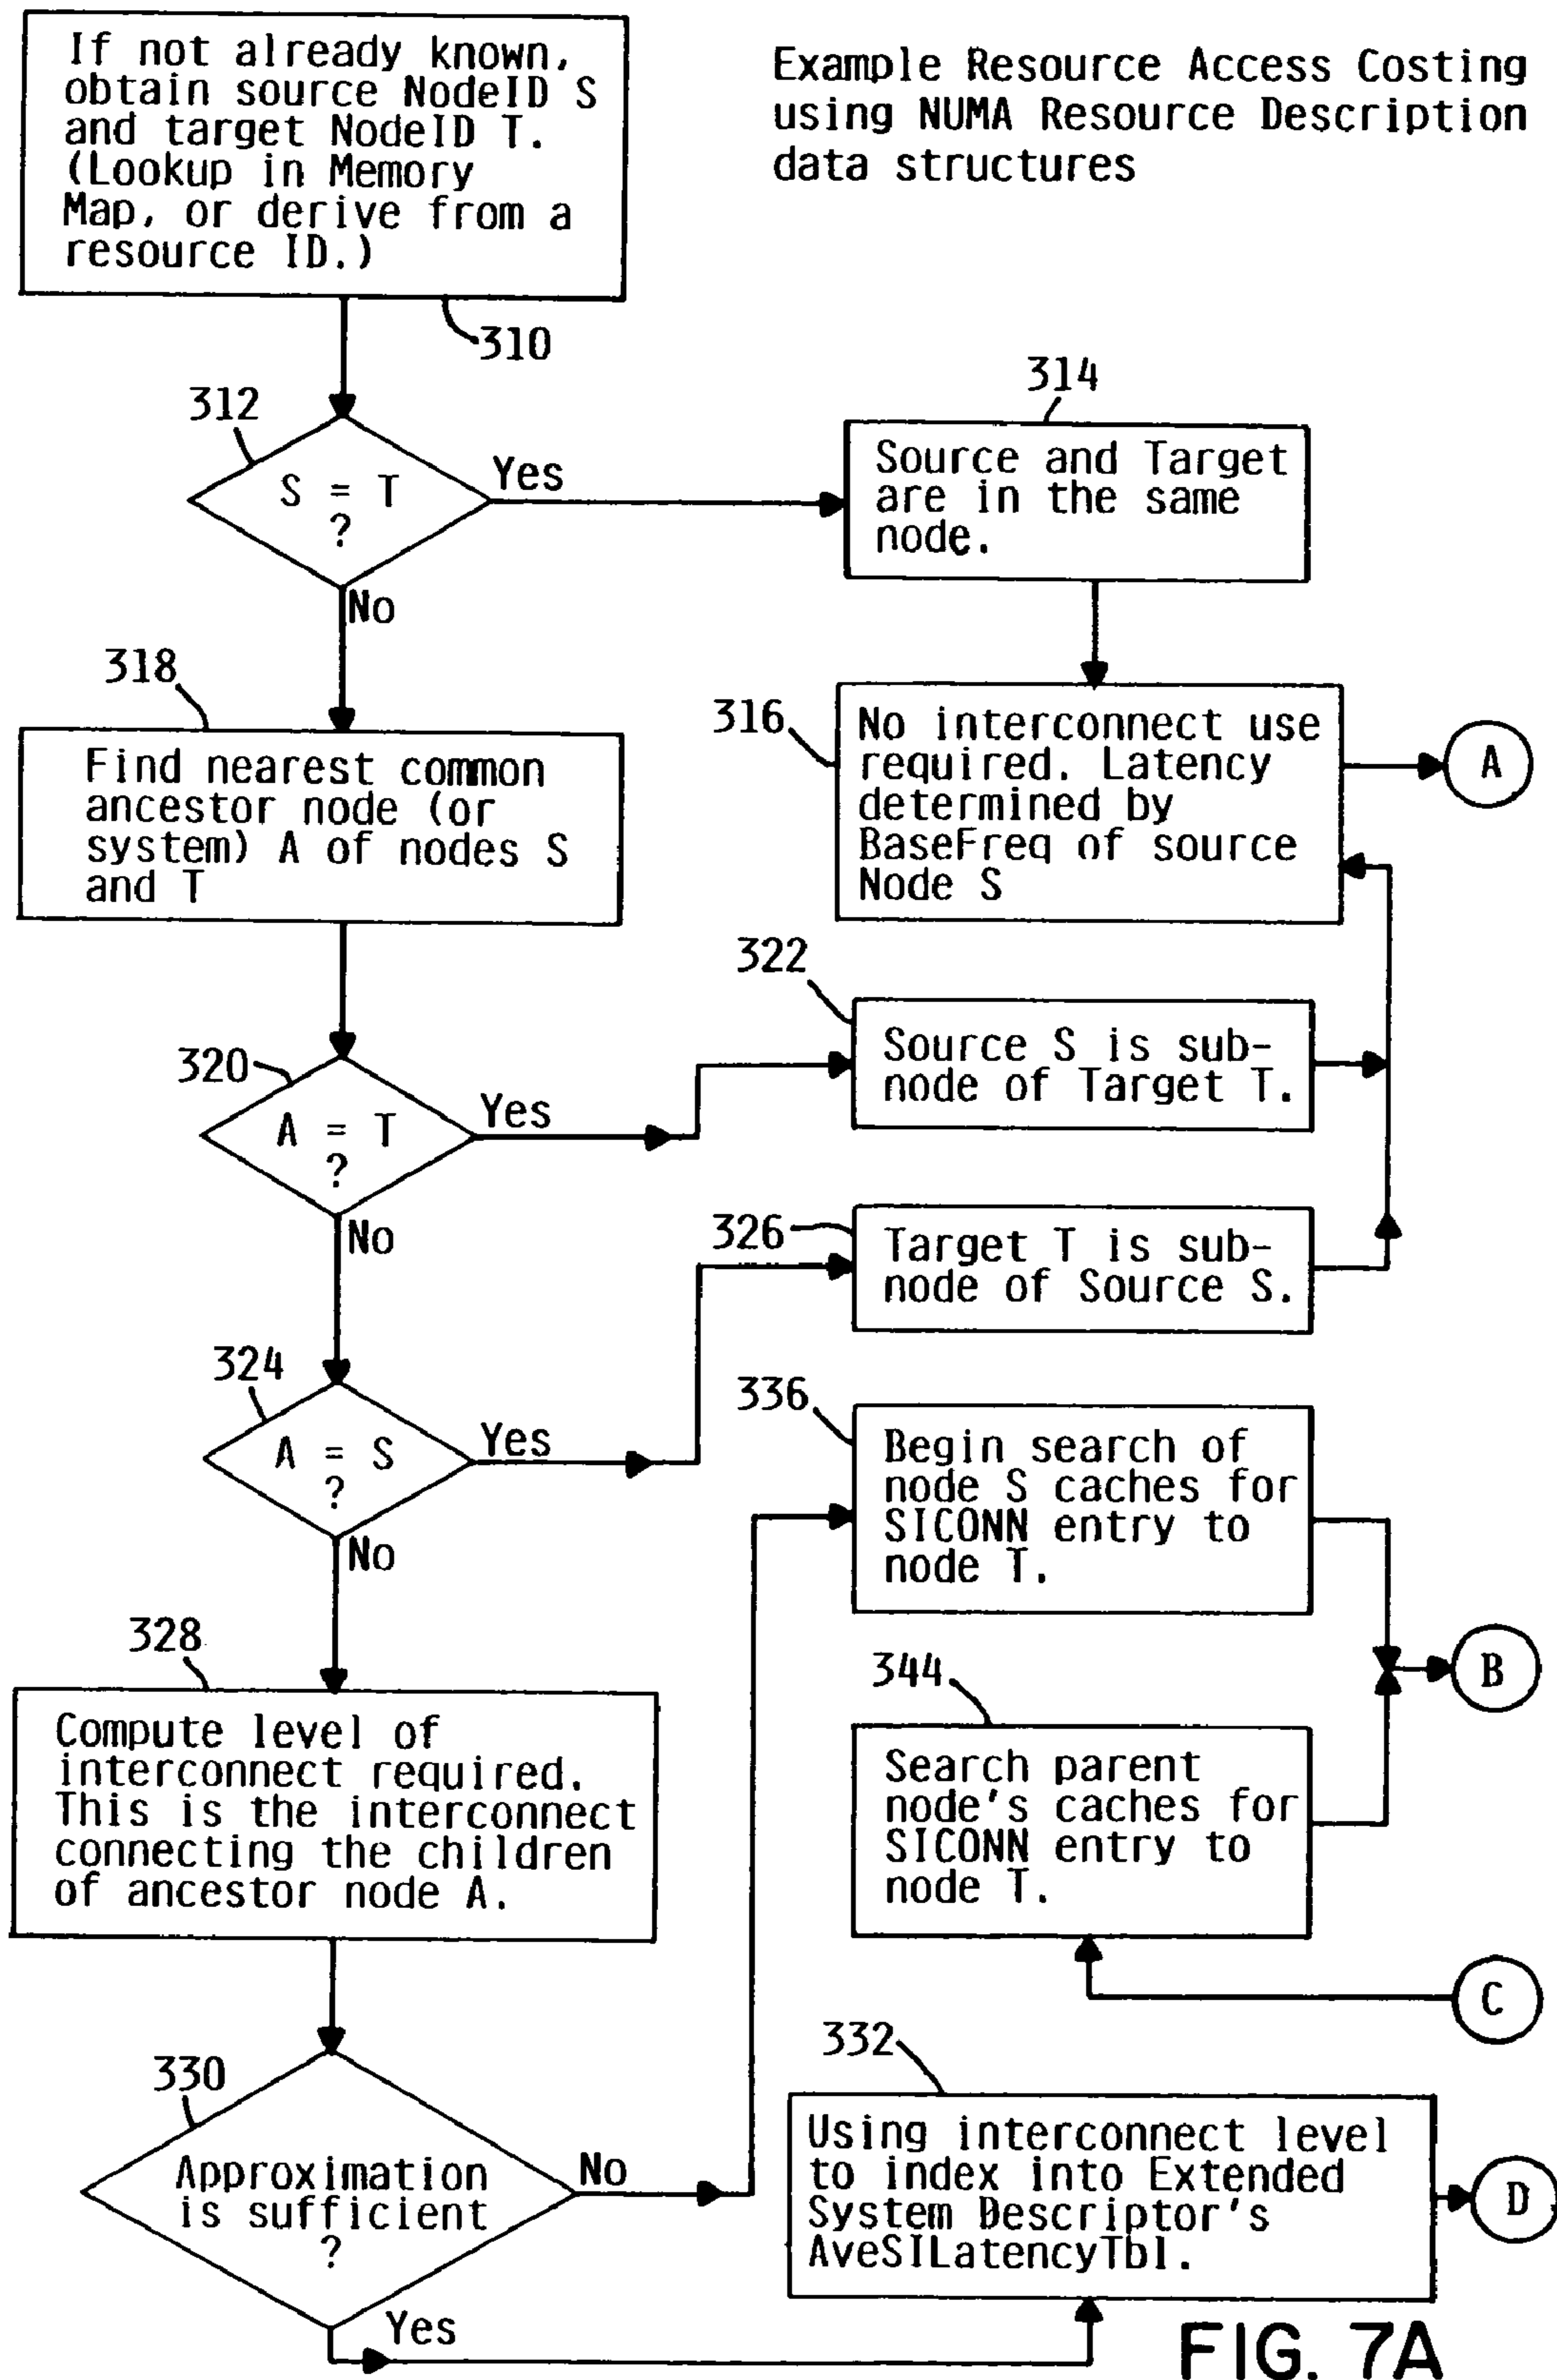 If not already known,
obtain source NodeID S
and target NodeID T.
(Lookup in Memory
Map, or derive from a
resource ID.)
Example Resource Access Costing
using NUMA Resource Description
data structures
310
312
S = T
?
Yes
No
314
Source and Target
are in the same
node.
318
Find nearest common
ancestor node (or
system) A of nodes S
and T
316
No interconnect use
required. Latency
determined by
BaseFreq of source
Node S
A
320
A = T
?
Yes
No
322
Source S is sub-
node of Target T.
324
A = S
?
Yes
No
326
Target T is sub-
node of Source S.
328
Compute level of
interconnect required.
This is the interconnect
connecting the children
of ancestor node A.
336
Begin search of
node S caches for
SICONN entry to
node T.
B
344
Search parent
node's caches for
SICONN entry to
node T.
C
330
Approximation
is sufficient
?
No
Yes
332
Using interconnect level
to index into Extended
System Descriptor's
AveSILatencyTbl.
D
FIG. 7A